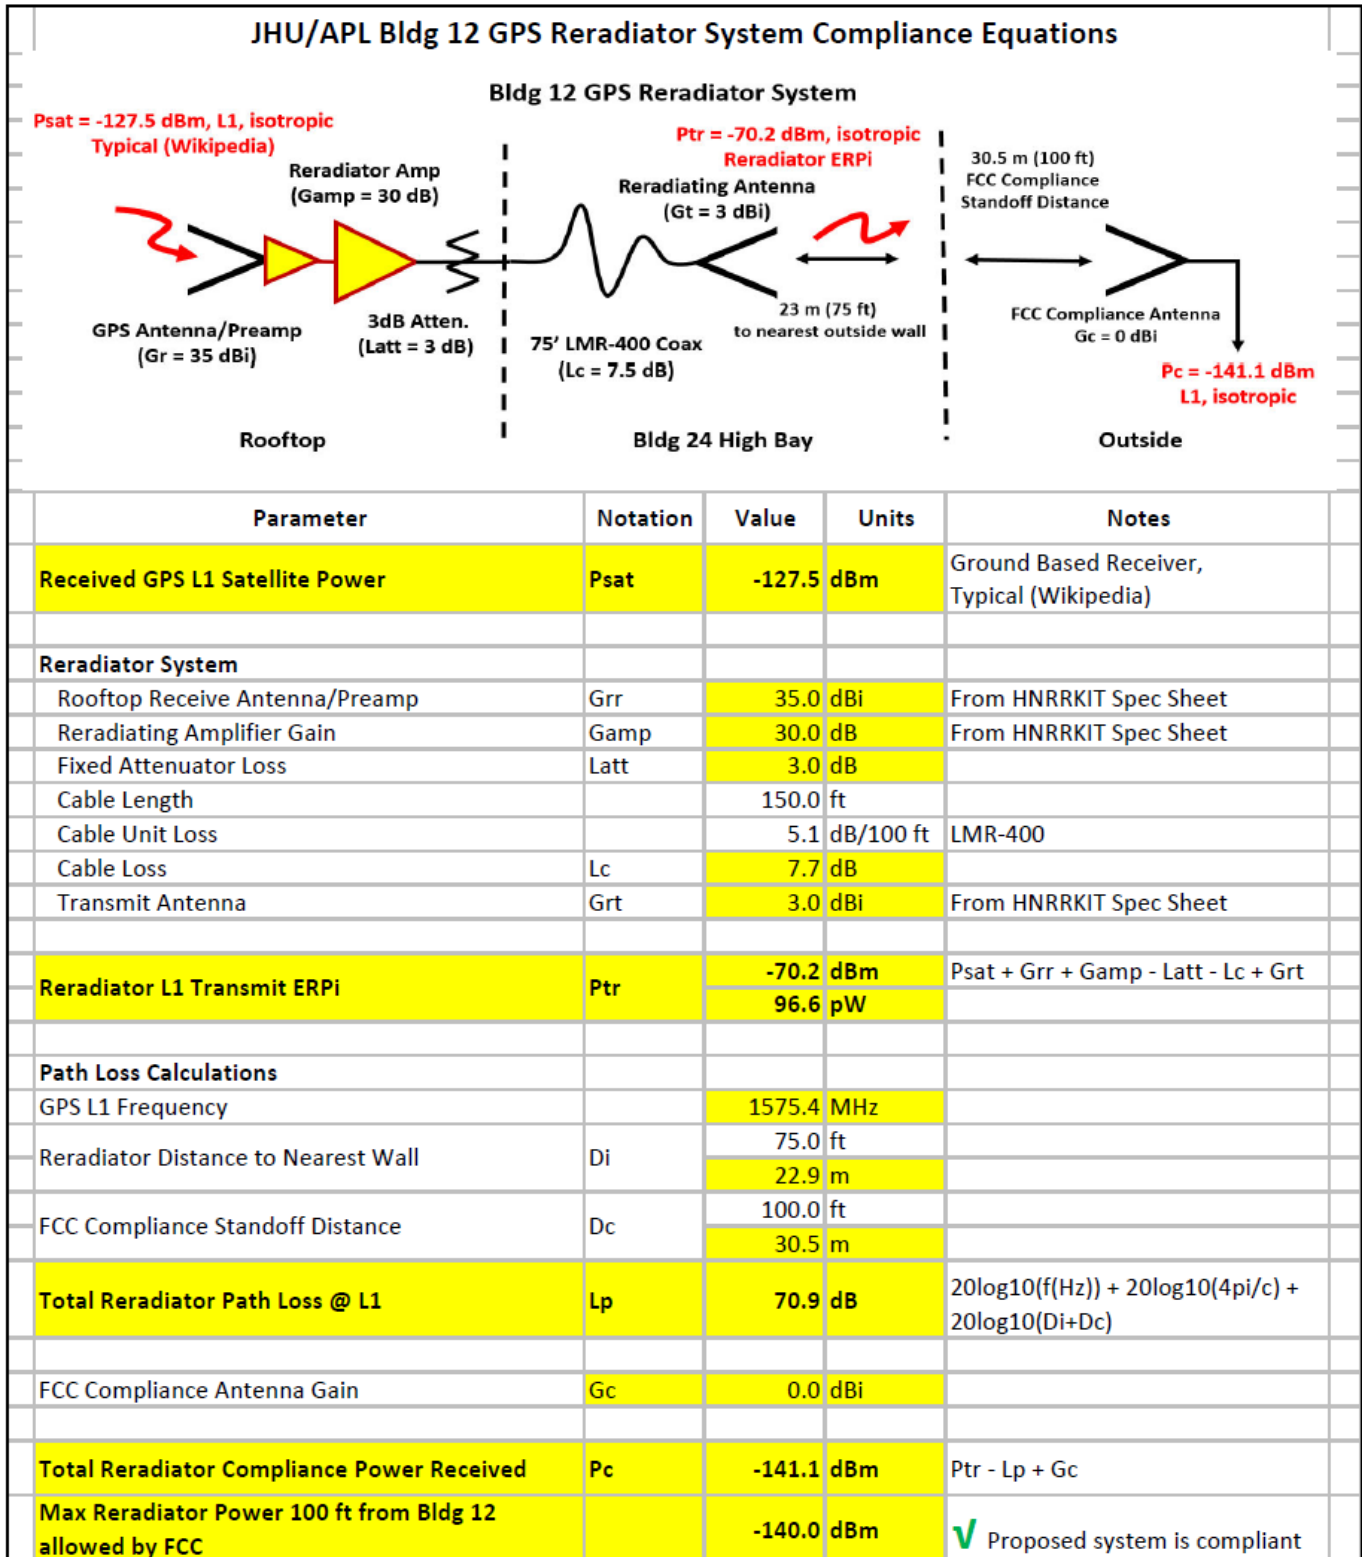 JHU/APL Bldg 12 GPS Reradiator System Compliance Equations
Bldg 12 GPS Reradiator System
Psat = -127.5 dBm, L1, isotropic
Typical (Wikipedia)
Reradiator Amp
(Gamp = 30 dB)
Ptr = -70.2 dBm, isotropic
Reradiator ERPi
Reradiating Antenna
(Gt = 3 dBi)
30.5 m (100 ft)
FCC Compliance
Standoff Distance
GPS Antenna/Preamp
(Gr = 35 dBi)
3dB Atten.
(Latt = 3 dB)
75' LMR-400 Coax
(Lc = 7.5 dB)
23 m (75 ft)
to nearest outside wall
FCC Compliance Antenna
Gc = 0 dBi
Pc = -141.1 dBm
L1, isotropic
Rooftop
Bldg 24 High Bay
Outside
Parameter Notation Value Units Notes
Received GPS L1 Satellite Power Psat -127.5 dBm Ground Based Receiver,
Typical (Wikipedia)
Reradiator System
Rooftop Receive Antenna/Preamp Grr 35.0 dBi From HNRRKIT Spec Sheet
Reradiating Amplifier Gain Gamp 30.0 dB From HNRRKIT Spec Sheet
Fixed Attenuator Loss Latt 3.0 dB
Cable Length 150.0 ft
Cable Unit Loss 5.1 dB/100 ft LMR-400
Cable Loss Lc 7.7 dB
Transmit Antenna Grt 3.0 dBi From HNRRKIT Spec Sheet
Reradiator L1 Transmit ERPi Ptr -70.2 dBm Psat + Grr + Gamp - Latt - Lc + Grt
96.6 pW
Path Loss Calculations
GPS L1 Frequency 1575.4 MHz
Reradiator Distance to Nearest Wall Di 75.0 ft
22.9 m
FCC Compliance Standoff Distance Dc 100.0 ft
30.5 m
Total Reradiator Path Loss @ L1 Lp 70.9 dB 20log10(f(Hz)) + 20log10(4pi/c) +
20log10(Di+Dc)
FCC Compliance Antenna Gain Gc 0.0 dBi
Total Reradiator Compliance Power Received Pc -141.1 dBm Ptr - Lp + Gc
Max Reradiator Power 100 ft from Bldg 12
allowed by FCC -140.0 dBm √ Proposed system is compliant